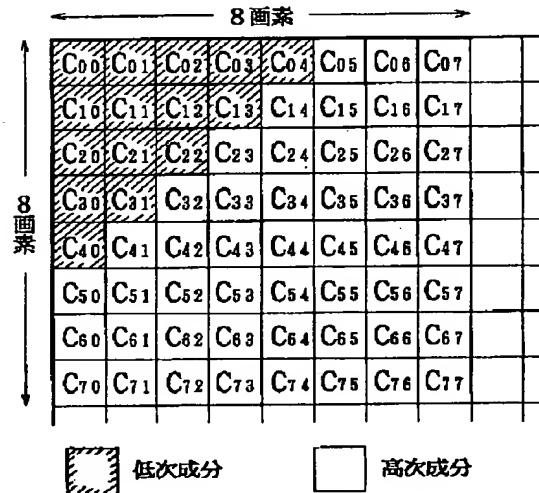 8画素
8画素
C00 C01 C02 C03 C04 C05 C06 C07
C10 C11 C12 C13 C14 C15 C16 C17
C20 C21 C22 C23 C24 C25 C26 C27
C30 C31 C32 C33 C34 C35 C36 C37
C40 C41 C42 C43 C44 C45 C46 C47
C50 C51 C52 C53 C54 C55 C56 C57
C60 C61 C62 C63 C64 C65 C66 C67
C70 C71 C72 C73 C74 C75 C76 C77
低次成分 高次成分